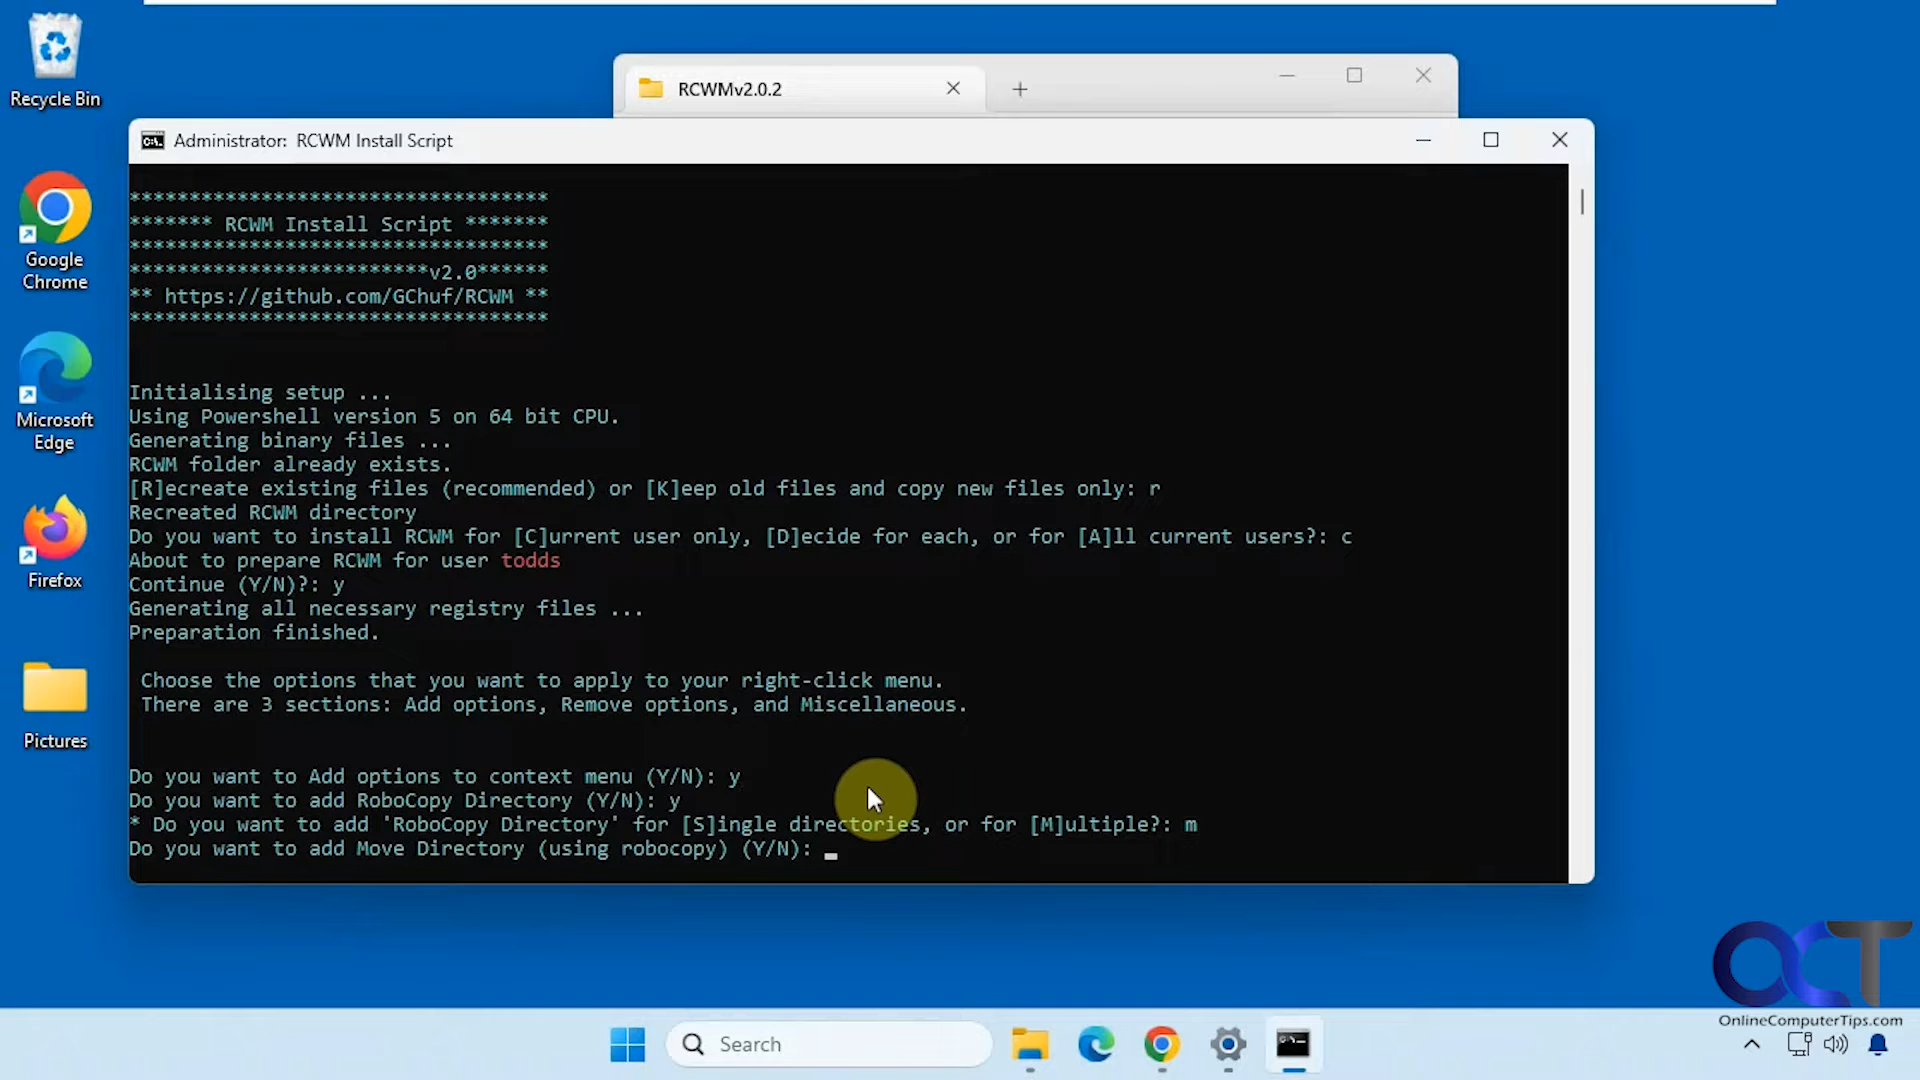 Recycle Bin
Google
Chrome
Microsoft
Edge
Firefox
Pictures
RCWMv2.0.2
Administrator: RCWM Install Script
***********************************
******* RCWM Install Script *******
***********************************
*************************v2.0******
** https://github.com/GChuf/RCWM **
***********************************
Initialising setup ...
Using Powershell version 5 on 64 bit CPU.
Generating binary files ...
RCWM folder already exists.
[R]ecreate existing files (recommended) or [K]eep old files and copy new files only: r
Recreated RCWM directory
Do you want to install RCWM for [C]urrent user only, [D]ecide for each, or for [A]ll current users?: c
About to prepare RCWM for user todds
Continue (Y/N)?: y
Generating all necessary registry files ...
Preparation finished.
Choose the options that you want to apply to your right-click menu.
There are 3 sections: Add options, Remove options, and Miscellaneous.
Do you want to Add options to context menu (Y/N): y
Do you want to add RoboCopy Directory (Y/N): y
* Do you want to add 'RoboCopy Directory' for [S]ingle directories, or for [M]ultiple?: m
Do you want to add Move Directory (using robocopy) (Y/N):
OCT
OnlineComputerTips.com
Search